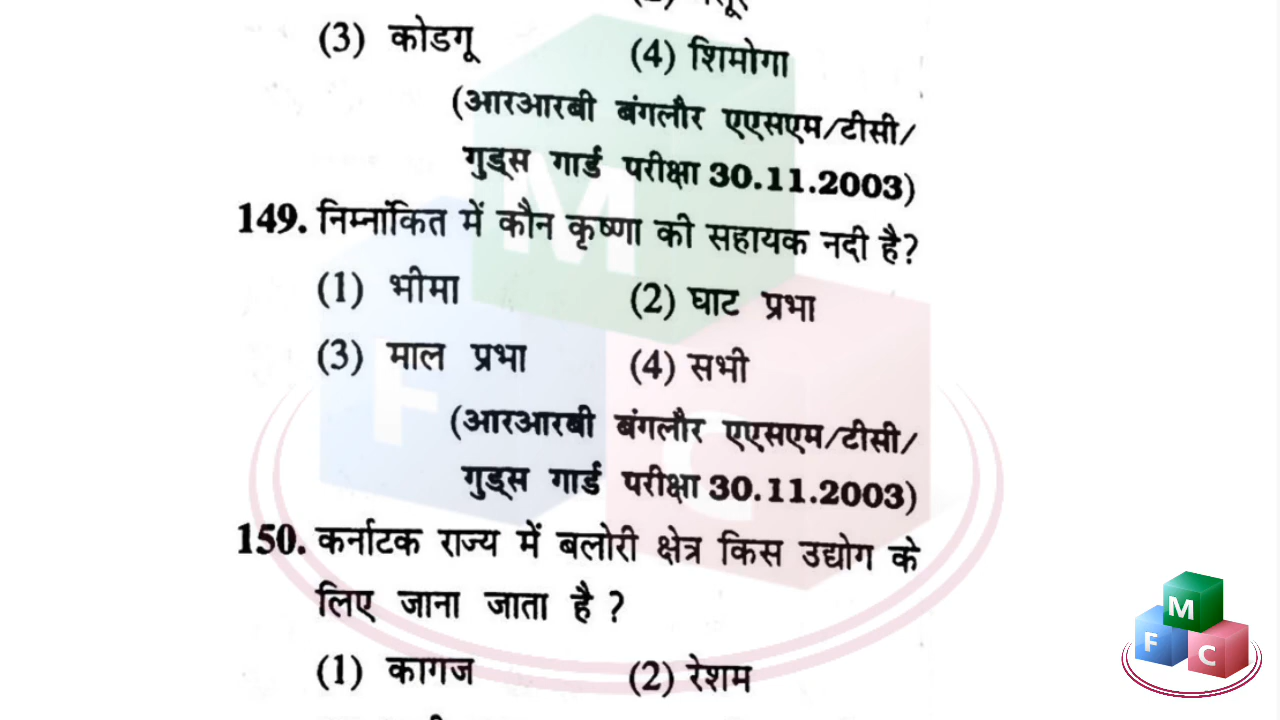 (3) कोडगू (4) शिमोगा
(आरआरबी बंगलौर एएसएम/टीसी/
गुड्स गार्ड परीक्षा 30.11.2003)
149. निम्नांकित में कौन कृष्णा की सहायक नदी है?
(1) भीमा (2) घाट प्रभा
(3) माल प्रभा (4) सभी
(आरआरबी बंगलौर एएसएम/टीसी/
गुड्स गार्ड परीक्षा 30.11.2003)
150. कर्नाटक राज्य में बलोरी क्षेत्र किस उद्योग के
लिए जाना जाता है ?
(1) कागज (2) रेशम
M
F C
M
F C